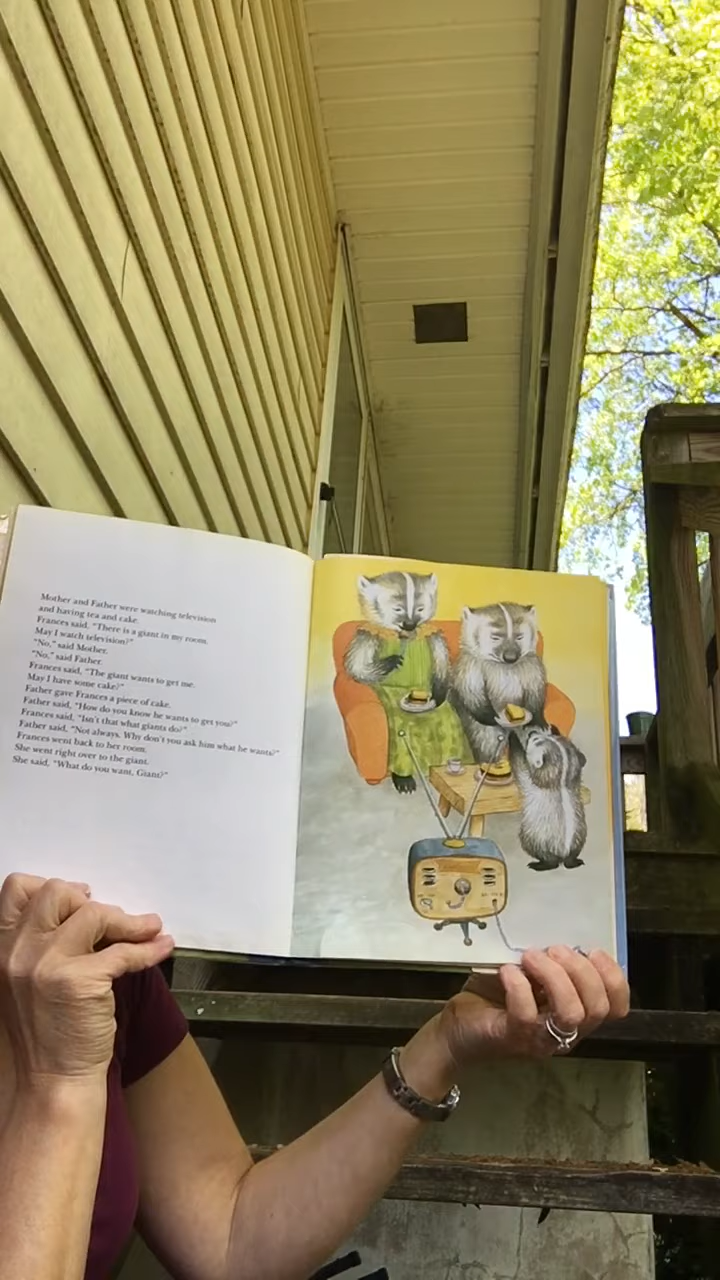 Mother and Father were watching television
and having tea and cake.
Frances said, "There is a giant in my room.
May I watch television?"
"No," said Mother.
"No," said Father.
Frances said, "The giant wants to get me.
May I have some cake?"
Father gave Frances a piece of cake.
Father said, "How do you know he wants to get you?"
Frances said, "Isn't that what giants do?"
Father said, "Not always. Why don't you ask him what he wants?"
Frances went back to her room.
She went right over to the giant.
She said, "What do you want, Giant?"